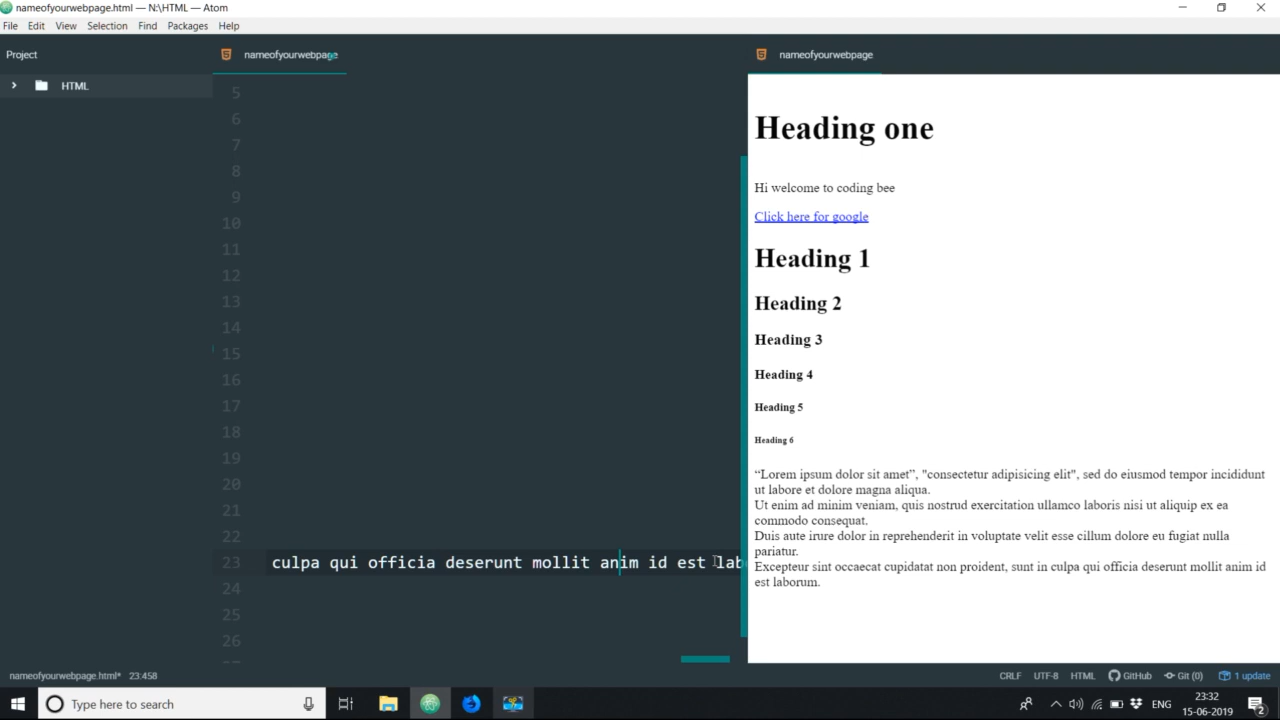 nameofyourwebpage.html — N:\HTML — Atom
File Edit View Selection Find Packages Help
Project
HTML
nameofyourwebpage
5
6
7
8
9
10
11
12
13
14
15
16
17
18
19
20
21
22
23 culpa qui officia deserunt mollit anim id est lab
24
25
26
nameofyourwebpage
Heading one
Hi welcome to coding bee
Click here for google
Heading 1
Heading 2
Heading 3
Heading 4
Heading 5
Heading 6
“Lorem ipsum dolor sit amet”, "consectetur adipisicing elit", sed do eiusmod tempor incididunt
ut labore et dolore magna aliqua.
Ut enim ad minim veniam, quis nostrud exercitation ullamco laboris nisi ut aliquip ex ea
commodo consequat.
Duis aute irure dolor in reprehenderit in voluptate velit esse cillum dolore eu fugiat nulla
pariatur.
Excepteur sint occaecat cupidatat non proident, sunt in culpa qui officia deserunt mollit anim id
est laborum.
nameofyourwebpage.html* 23:458
CRLF UTF-8 HTML GitHub Git (0) 1 update
Type here to search
ENG
23:32
15-06-2019
2